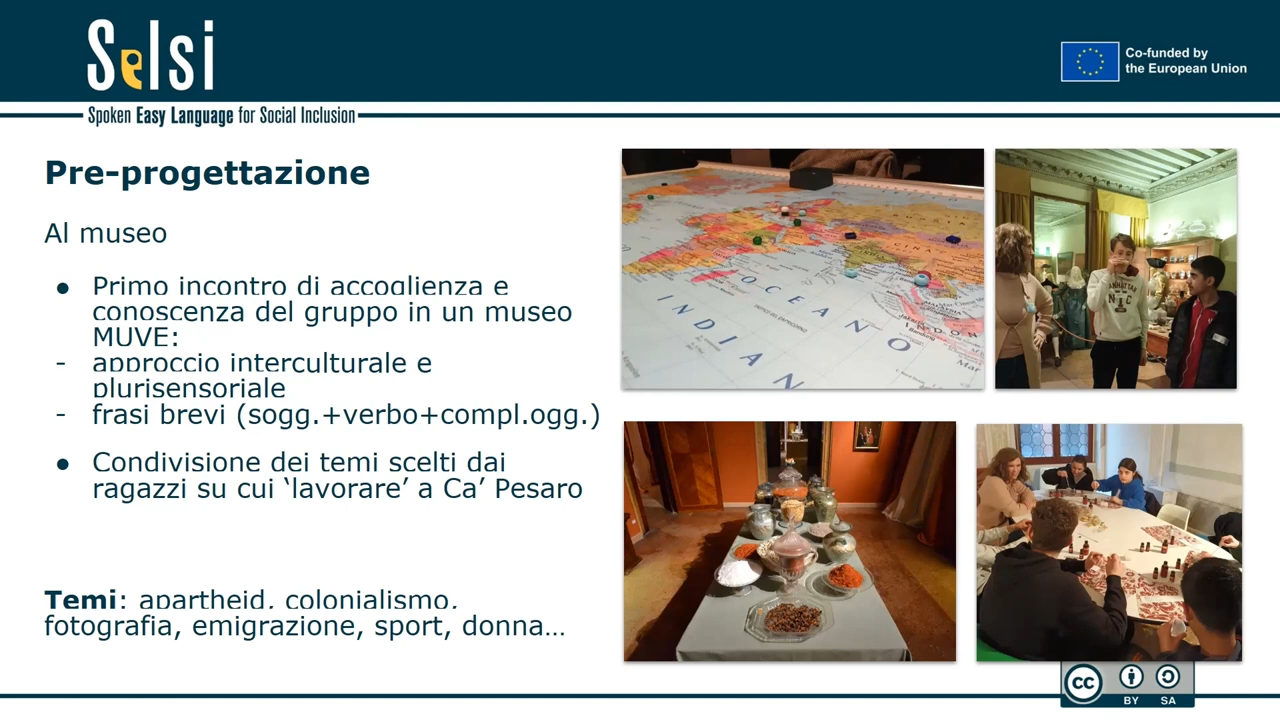 Selsi
Spoken Easy Language for Social Inclusion
Co-funded by
the European Union
Pre-progettazione
Al museo
● Primo incontro di accoglienza e
conoscenza del gruppo in un museo
MUVE:
- approccio interculturale e
plurisensoriale
- frasi brevi (sogg.+verbo+compl.ogg.)
● Condivisione dei temi scelti dai
ragazzi su cui ‘lavorare’ a Ca’ Pesaro
Temi: apartheid, colonialismo,
fotografia, emigrazione, sport, donna…
OCEANO
INDIAN
MANHATTAN
N C
CC
BY SA